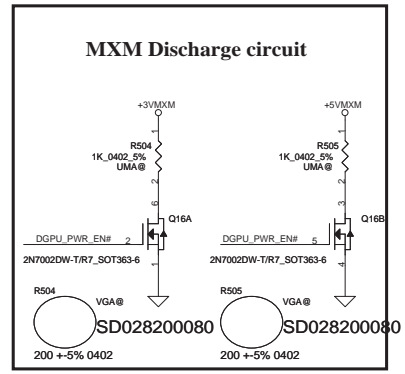 MXM Discharge circuit
+3VMXM
+5VMXM
1
1
R504
1K_0402_5%
UMA@
R505
1K_0402_5%
UMA@
2
2
6
3
Q16A
Q16B
DGPU_PWR_EN#
2
DGPU_PWR_EN#
5
2N7002DW-T/R7_SOT363-6
2N7002DW-T/R7_SOT363-6
1
4
R504
VGA@
SD028200080
200 +-5% 0402
R505
VGA@
SD028200080
200 +-5% 0402